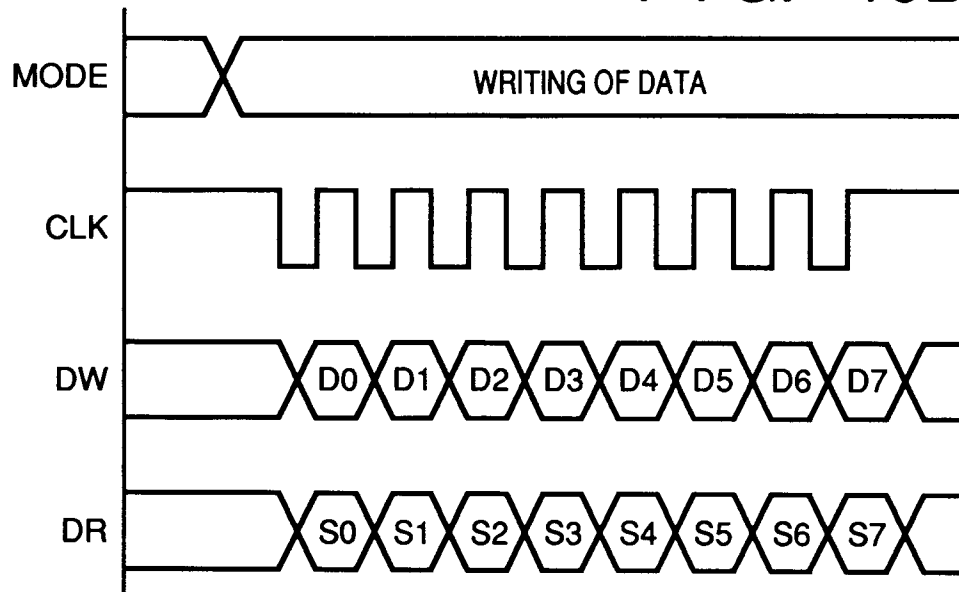 MODE
WRITING OF DATA
CLK
DW
D0 D1 D2 D3 D4 D5 D6 D7
DR
S0 S1 S2 S3 S4 S5 S6 S7